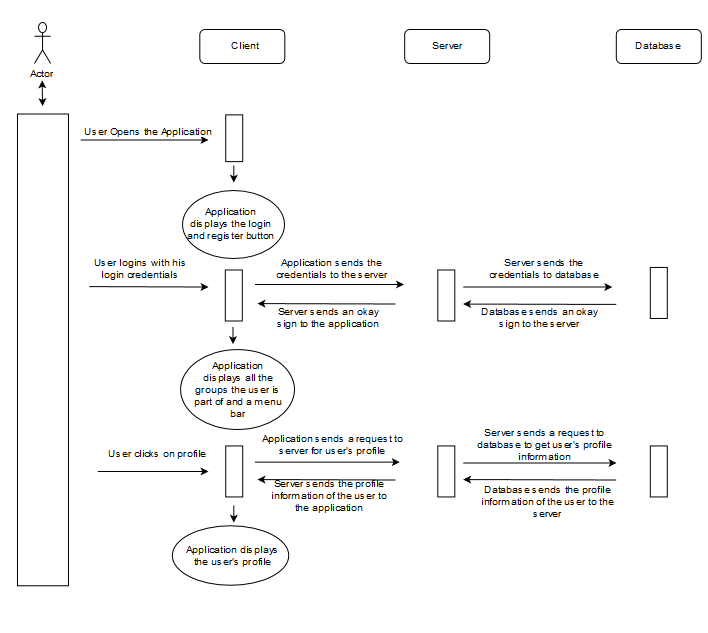 Client
Server
Database
Actor
User Opens the Application
Application
displays the login
and register button
User logins with his
login credentials
Application sends the
credentials to the server
Server sends the
credentials to database
Server sends an okay
sign to the application
Database sends an okay
sign to the server
Application
displays all the
groups the user is
part of and a menu
bar
User clicks on profile
Application sends a request to
server for user's profile
Server sends a request to
database to get user's profile
information
Server sends the profile
information of the user to
the application
Database sends the profile
information of the user to the
server
Application displays
the user's profile